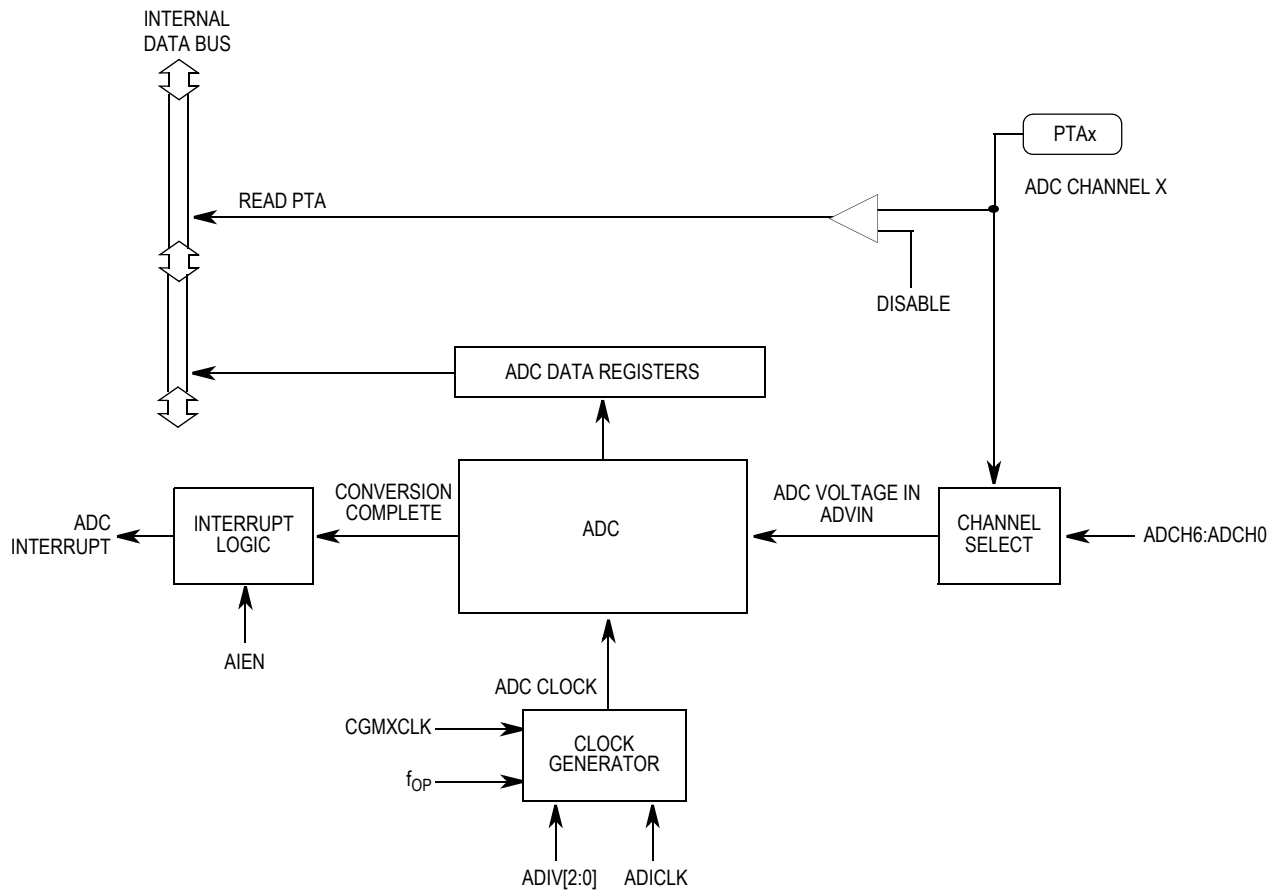 INTERNAL
DATA BUS
PTAx
ADC CHANNEL X
READ PTA
DISABLE
ADC DATA REGISTERS
CONVERSION
COMPLETE
ADC VOLTAGE IN
ADVIN
ADC
INTERRUPT
INTERRUPT
LOGIC
ADC
CHANNEL
SELECT
ADCH6:ADCH0
AIEN
ADC CLOCK
CGMXCLK
fOP
CLOCK
GENERATOR
ADIV[2:0]
ADICLK